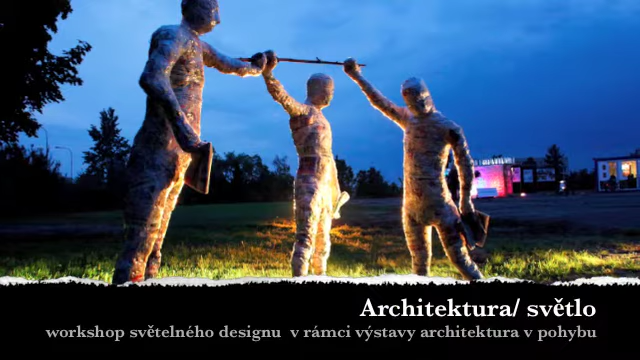 Architektura/ světlo
workshop světelného designu v rámci výstavy architektura v pohybu